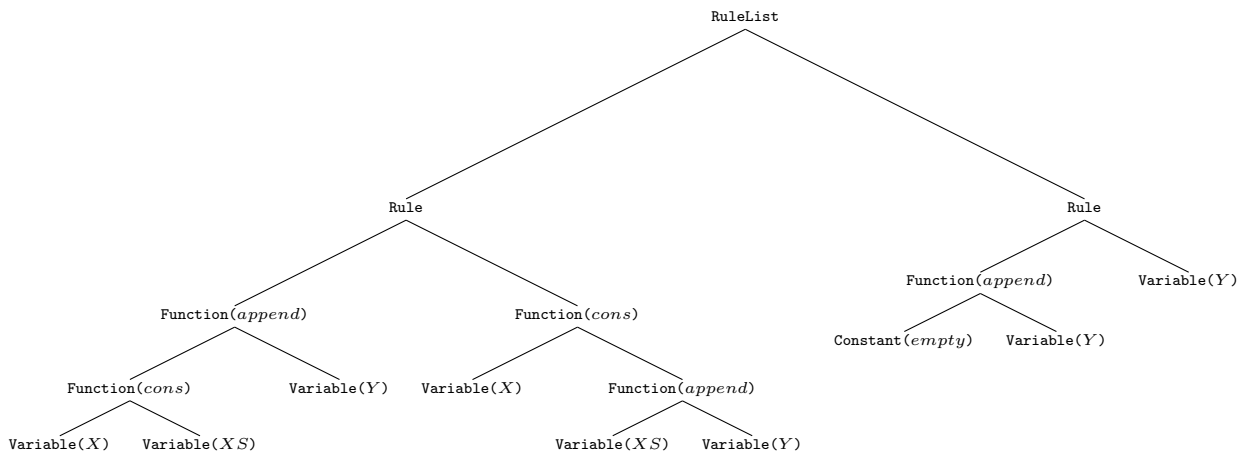 RuleList
Rule Rule
Function(append) Variable(Y)
Function(append) Function(cons)
Constant(empty) Variable(Y)
Function(cons) Variable(Y) Variable(X) Function(append)
Variable(X) Variable(XS) Variable(XS) Variable(Y)